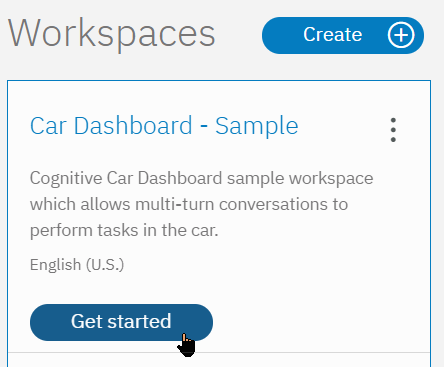 Workspaces
Create
Car Dashboard - Sample
Cognitive Car Dashboard sample workspace
which allows multi-turn conversations to
perform tasks in the car.
English (U.S.)
Get started